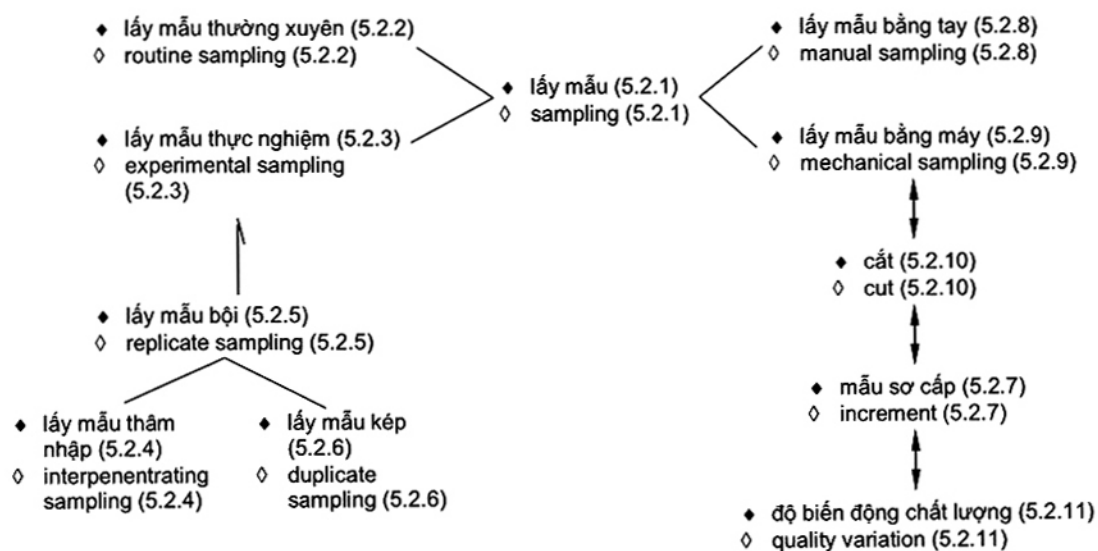 ♦ lấy mẫu thường xuyên (5.2.2)
◊ routine sampling (5.2.2)
♦ lấy mẫu bằng tay (5.2.8)
◊ manual sampling (5.2.8)
♦ lấy mẫu (5.2.1)
◊ sampling (5.2.1)
♦ lấy mẫu thực nghiệm (5.2.3)
◊ experimental sampling
(5.2.3)
♦ lấy mẫu bằng máy (5.2.9)
◊ mechanical sampling (5.2.9)
♦ cắt (5.2.10)
◊ cut (5.2.10)
♦ lấy mẫu bội (5.2.5)
◊ replicate sampling (5.2.5)
♦ mẫu sơ cấp (5.2.7)
◊ increment (5.2.7)
♦ lấy mẫu thâm
nhập (5.2.4)
◊ interpenentrating
sampling (5.2.4)
♦ lấy mẫu kép
(5.2.6)
◊ duplicate
sampling (5.2.6)
♦ độ biến động chất lượng (5.2.11)
◊ quality variation (5.2.11)